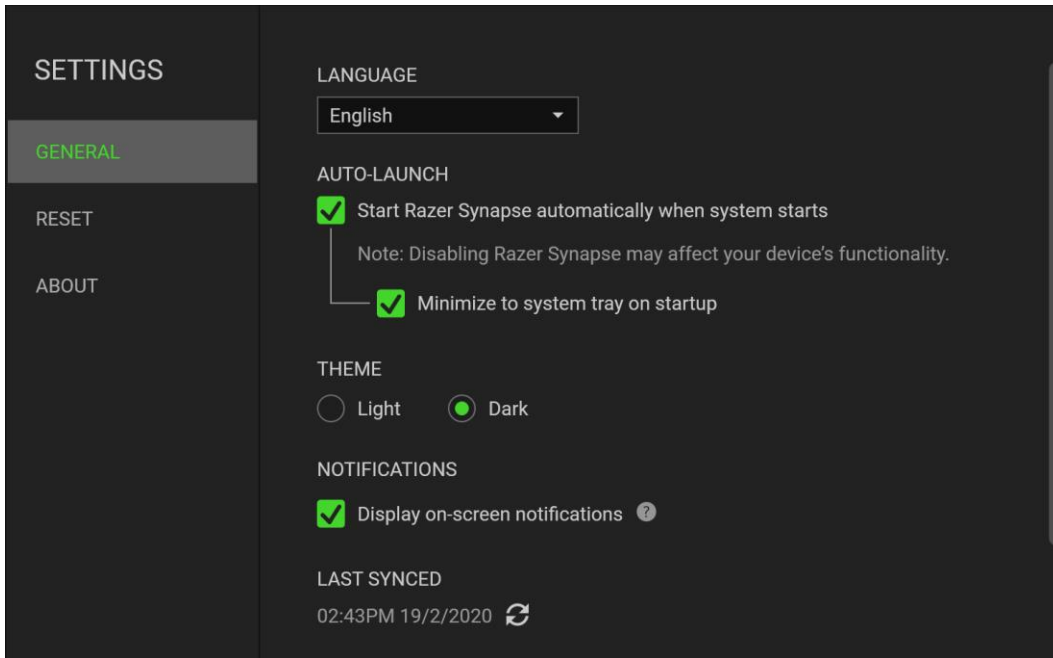 SETTINGS
GENERAL
RESET
ABOUT
LANGUAGE
English
AUTO-LAUNCH
Start Razer Synapse automatically when system starts
Note: Disabling Razer Synapse may affect your device’s functionality.
Minimize to system tray on startup
THEME
Light Dark
NOTIFICATIONS
Display on-screen notifications ?
LAST SYNCED
02:43PM 19/2/2020